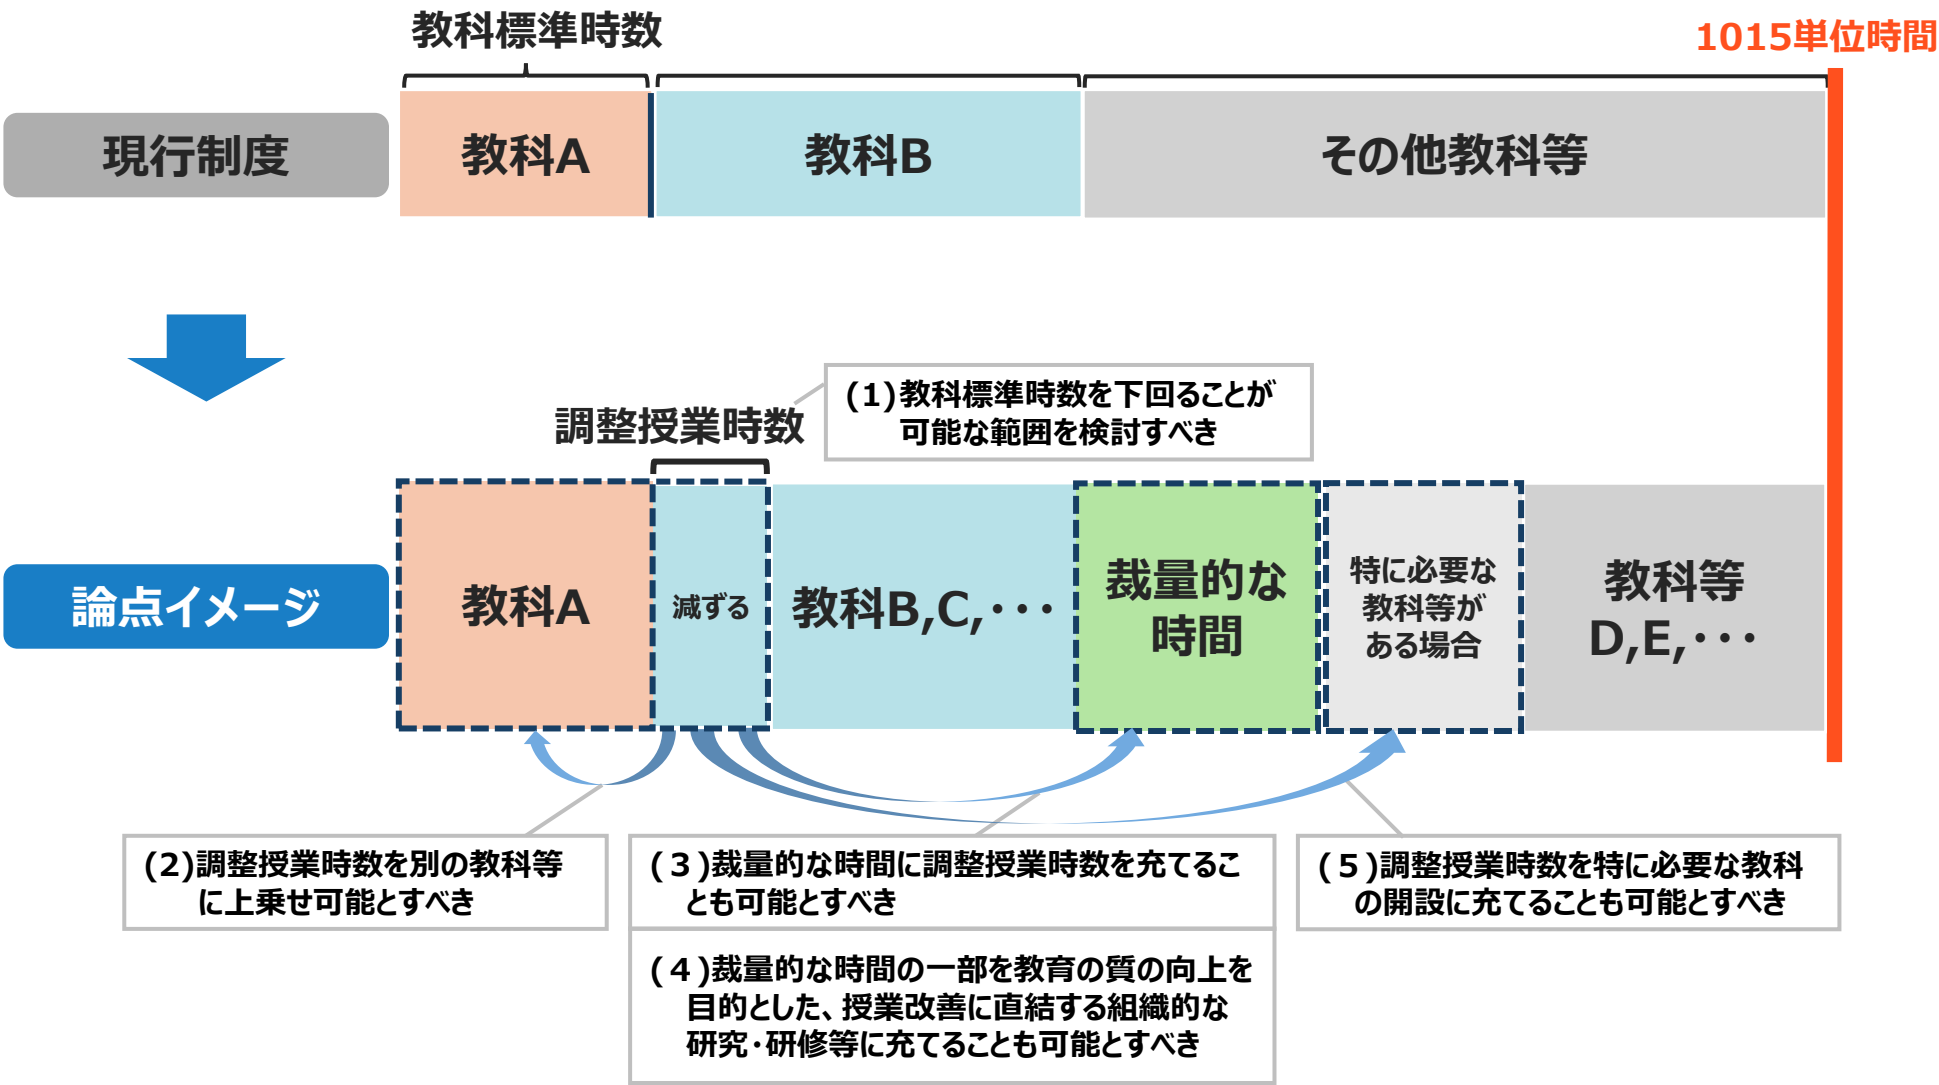 教科標準時数
1015単位時間
現行制度
教科A
教科B
その他教科等
(1)教科標準時数を下回ることが
可能な範囲を検討すべき
調整授業時数
論点イメージ
教科A
減ずる
教科B,C,・・・
裁量的な
時間
特に必要な
教科等が
ある場合
教科等
D,E,・・・
(2)調整授業時数を別の教科等
に上乗せ可能とすべき
(３)裁量的な時間に調整授業時数を充てるこ
とも可能とすべき
(４)裁量的な時間の一部を教育の質の向上を
目的とした、授業改善に直結する組織的な
研究・研修等に充てることも可能とすべき
(５)調整授業時数を特に必要な教科
の開設に充てることも可能とすべき